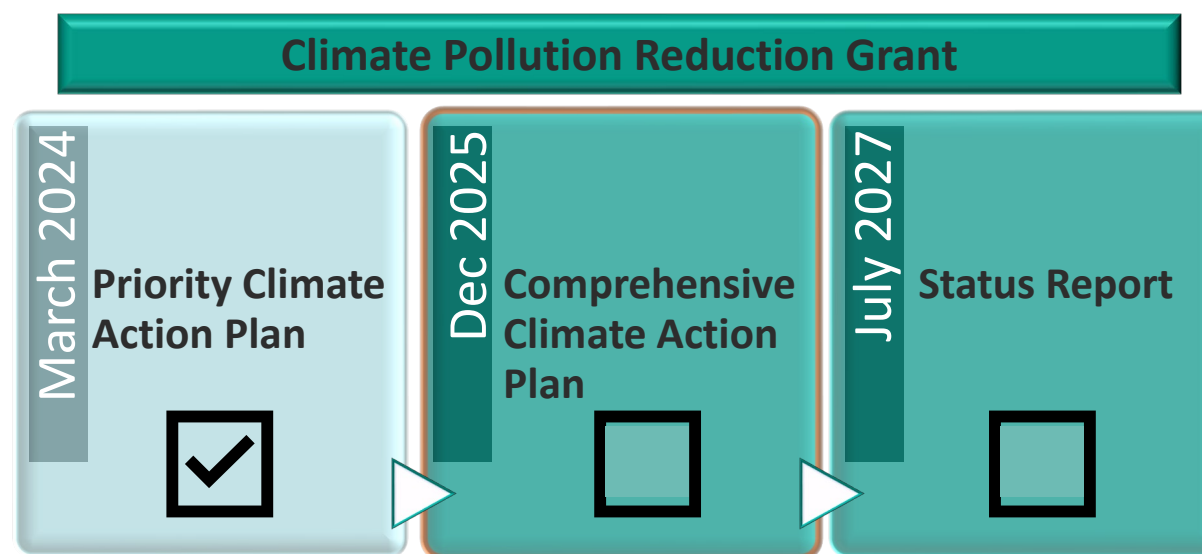 Climate Pollution Reduction Grant
March 2024
Priority Climate
Action Plan
Dec 2025
Comprehensive
Climate Action
Plan
July 2027
Status Report